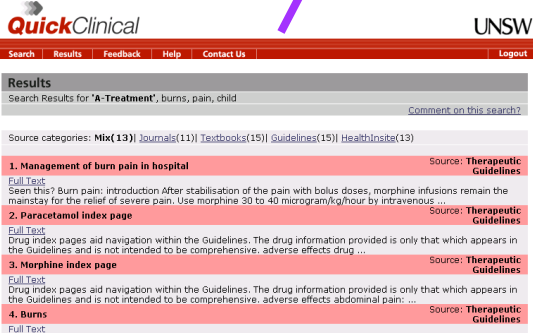 QuickClinical
UNSW
Search Results Feedback Help Contact Us Logout
Results
Search Results for 'A-Treatment', burns, pain, child
Comment on this search?
Source categories: Mix(13)| Journals(11)| Textbooks(15)| Guidelines(15)| HealthInsite(13)
1. Management of burn pain in hospital Source: Therapeutic
Guidelines
Full Text
Seen this? Burn pain: introduction After stabilisation of the pain with bolus doses, morphine infusions remain the
mainstay for the relief of severe pain. Use morphine 30 to 40 microgram/kg/hour by intravenous ...
2. Paracetamol index page Source: Therapeutic
Guidelines
Full Text
Drug index pages aid navigation within the Guidelines. The drug information provided is only that which appears in
the Guidelines and is not intended to be comprehensive. adverse effects drug ...
3. Morphine index page Source: Therapeutic
Guidelines
Full Text
Drug index pages aid navigation within the Guidelines. The drug information provided is only that which appears in
the Guidelines and is not intended to be comprehensive. adverse effects abdominal pain: ...
4. Burns Source: Therapeutic
Guidelines
Full Text